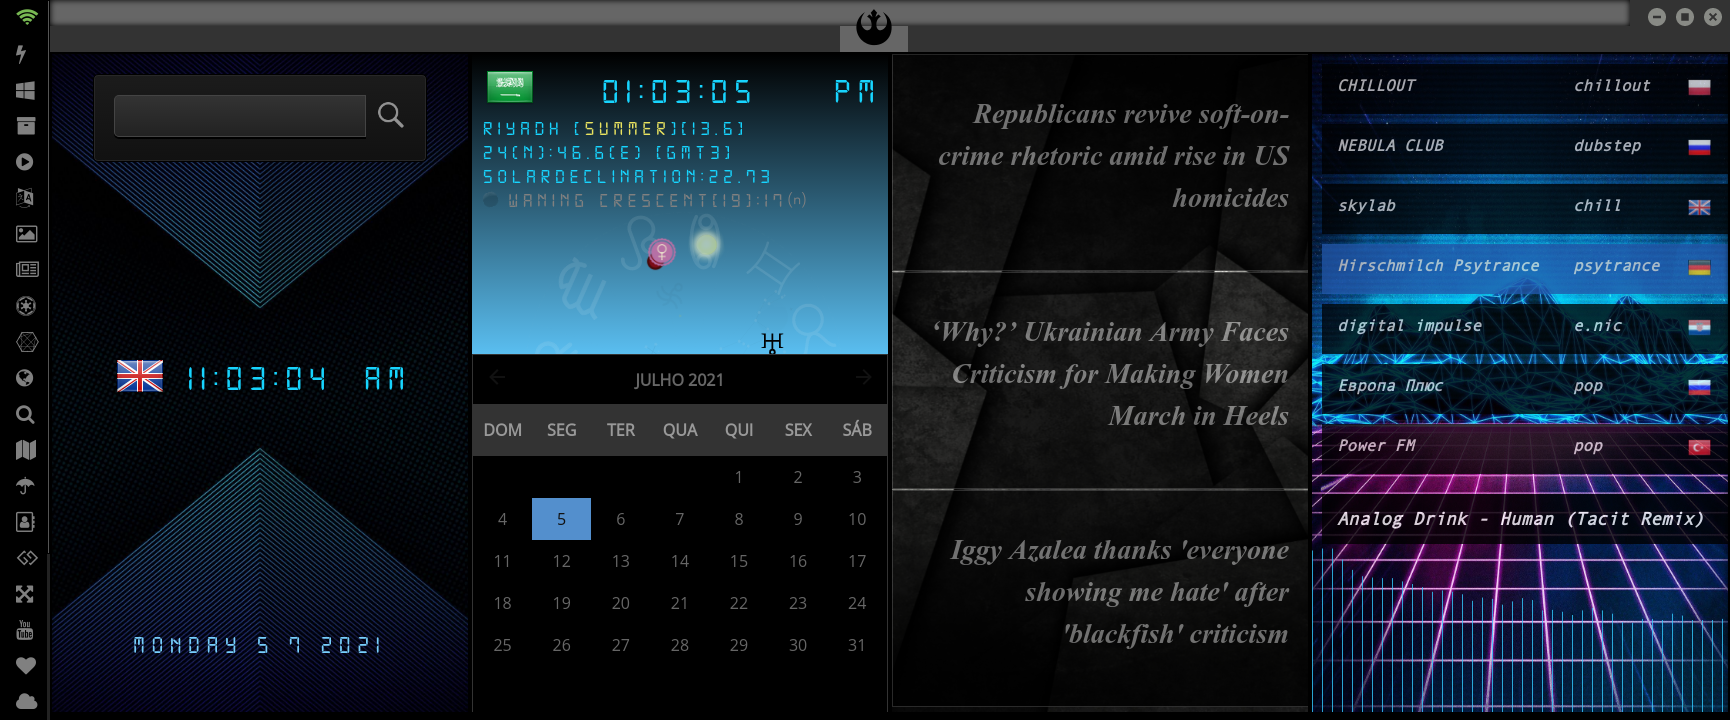 11:03:04 AM
MONDAY 5 7 2021
01:03:05 PM
RIYADH [SUMMER][13.6]
24(N):46.6(E) [GMT3]
SOLARDECLINATION:22.73
WANING CRESCENT[19]:17(n)
JULHO 2021
DOM SEG TER QUA QUI SEX SÁB
1 2 3
4 5 6 7 8 9 10
11 12 13 14 15 16 17
18 19 20 21 22 23 24
25 26 27 28 29 30 31
Republicans revive soft-on-
crime rhetoric amid rise in US
homicides
‘Why?’ Ukrainian Army Faces
Criticism for Making Women
March in Heels
Iggy Azalea thanks 'everyone
showing me hate' after
'blackfish' criticism
CHILLOUT chillout
NEBULA CLUB dubstep
skylab chill
Hirschmilch Psytrance psytrance
digital impulse e.nic
Европа Плюс pop
Power FM pop
Analog Drink - Human (Tacit Remix)
You
Tube